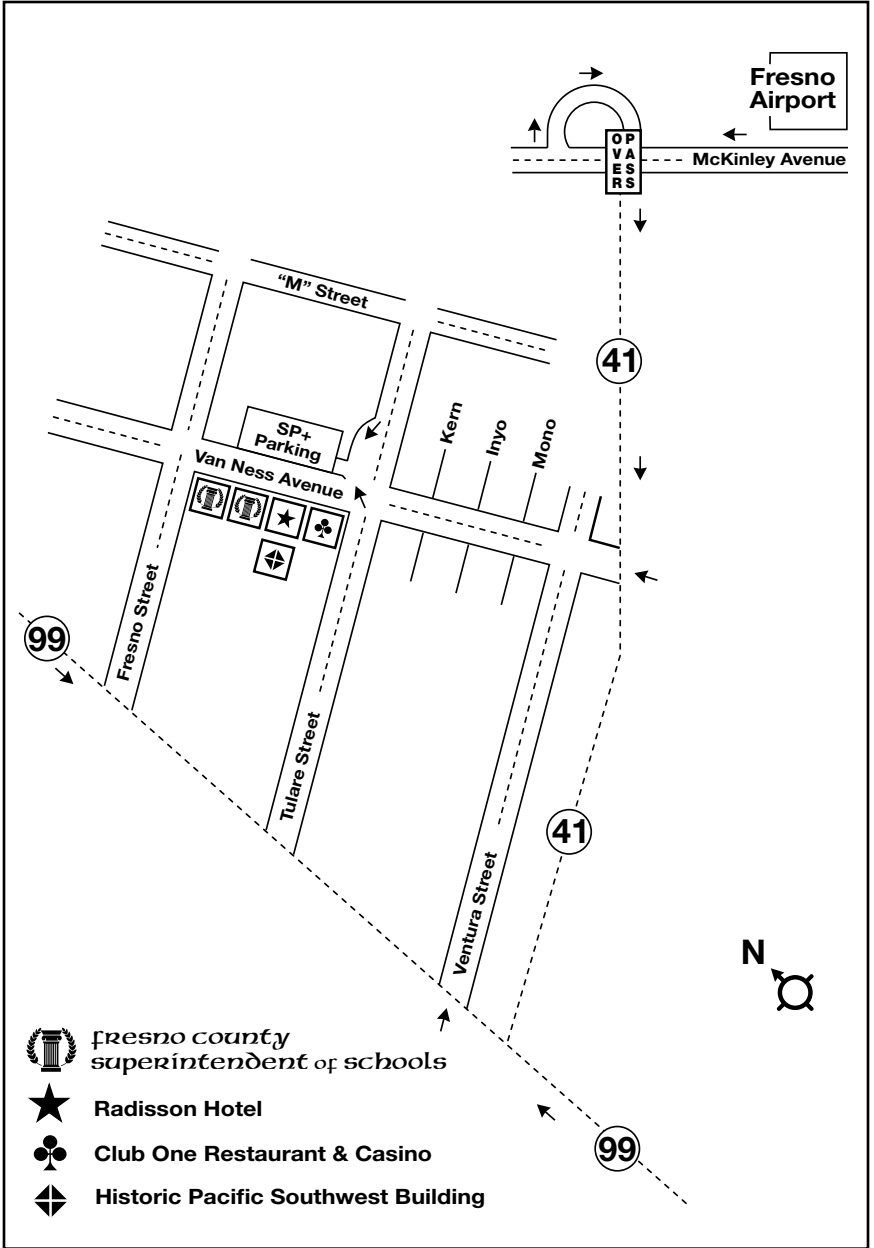 Fresno
Airport
OVER
PASS
McKinley Avenue
“M” Street
41
SP+
Parking
Kern
Inyo
Mono
Van Ness Avenue
Fresno Street
99
Tulare Street
41
Ventura Street
N
fresno county
superintendent of schools
Radisson Hotel
Club One Restaurant & Casino
99
Historic Pacific Southwest Building